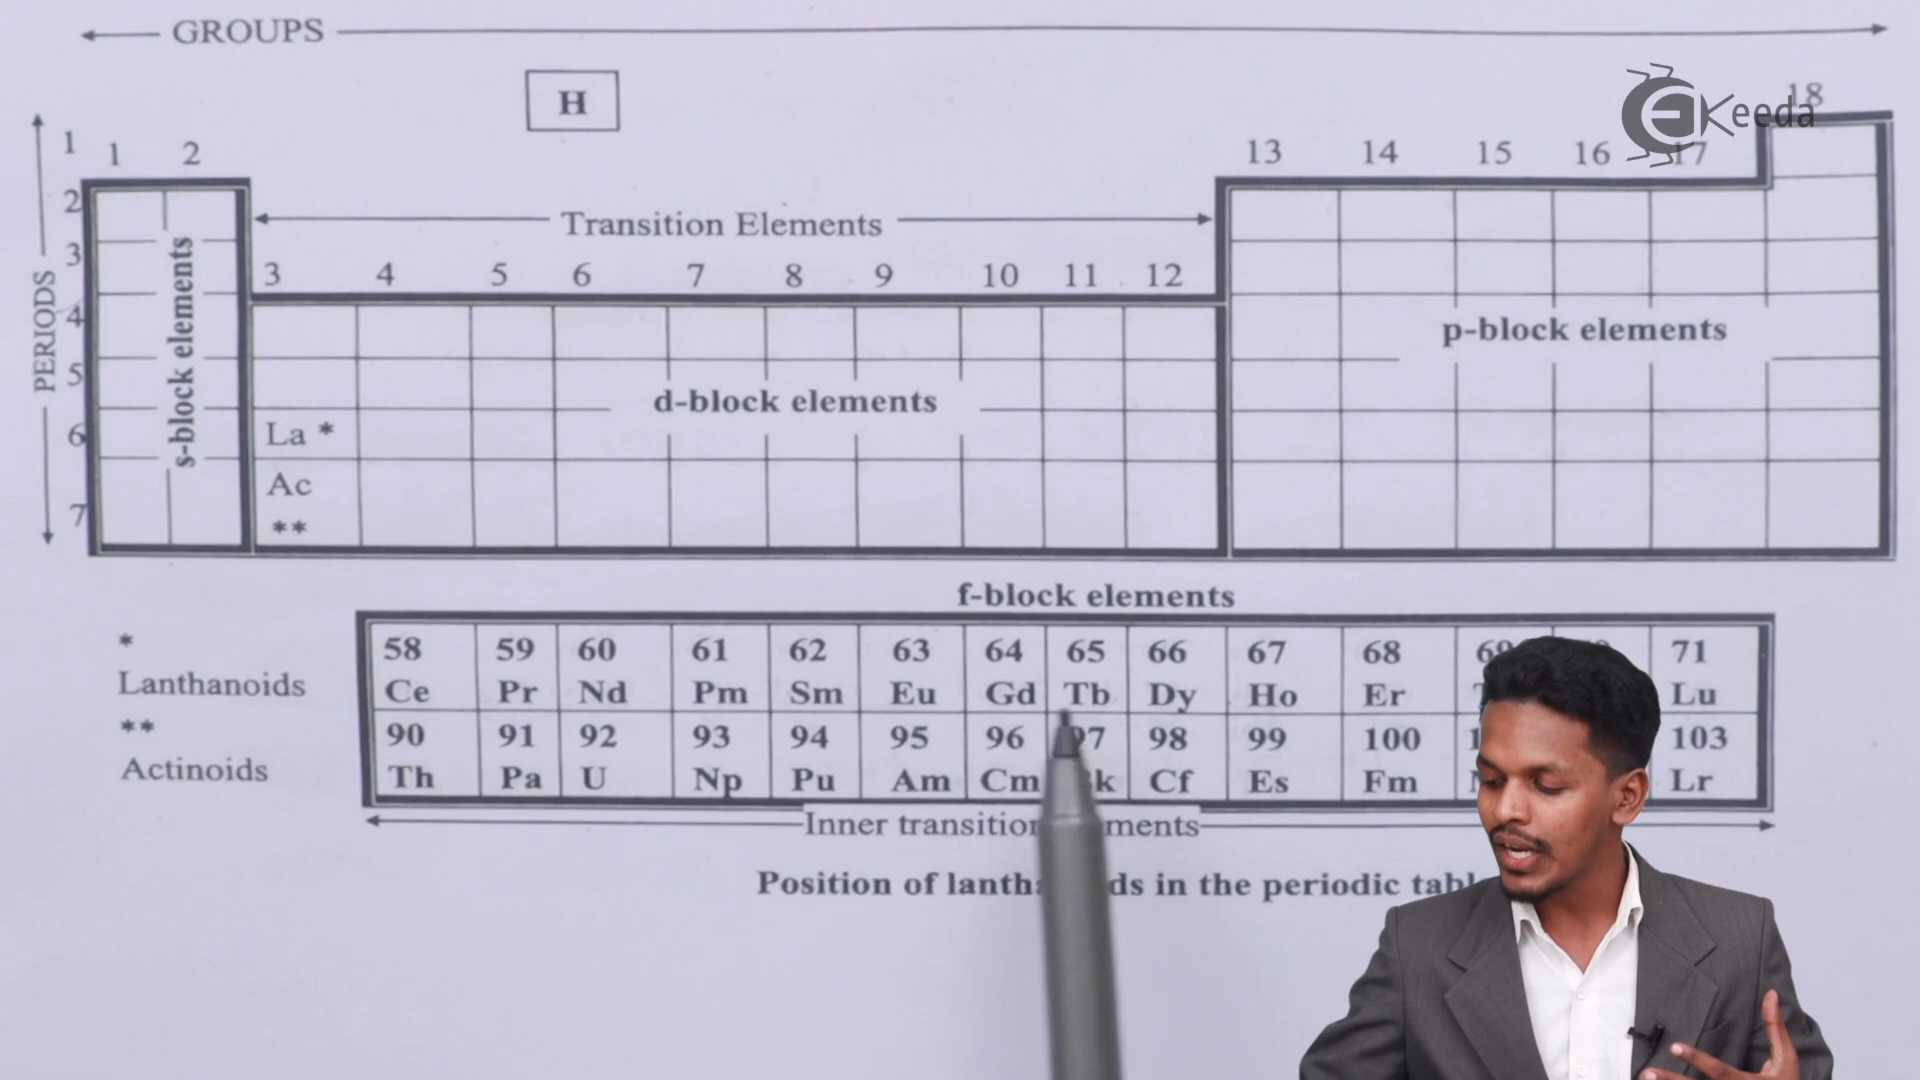 GROUPS
H
EKeeda
18
1 1 2 13 14 15 16 17
2
Transition Elements
3 3 4 5 6 7 8 9 10 11 12
PERIODS
s-block elements
4
p-block elements
5
d-block elements
6 La *
Ac
7 **
f-block elements
* 58 59 60 61 62 63 64 65 66 67 68 71
Lanthanoids Ce Pr Nd Pm Sm Eu Gd Tb Dy Ho Er Lu
** 90 91 92 93 94 95 96 97 98 99 100 103
Actinoids Th Pa U Np Pu Am Cm Cf Es Fm Lr
Inner transition
Position of in the periodic